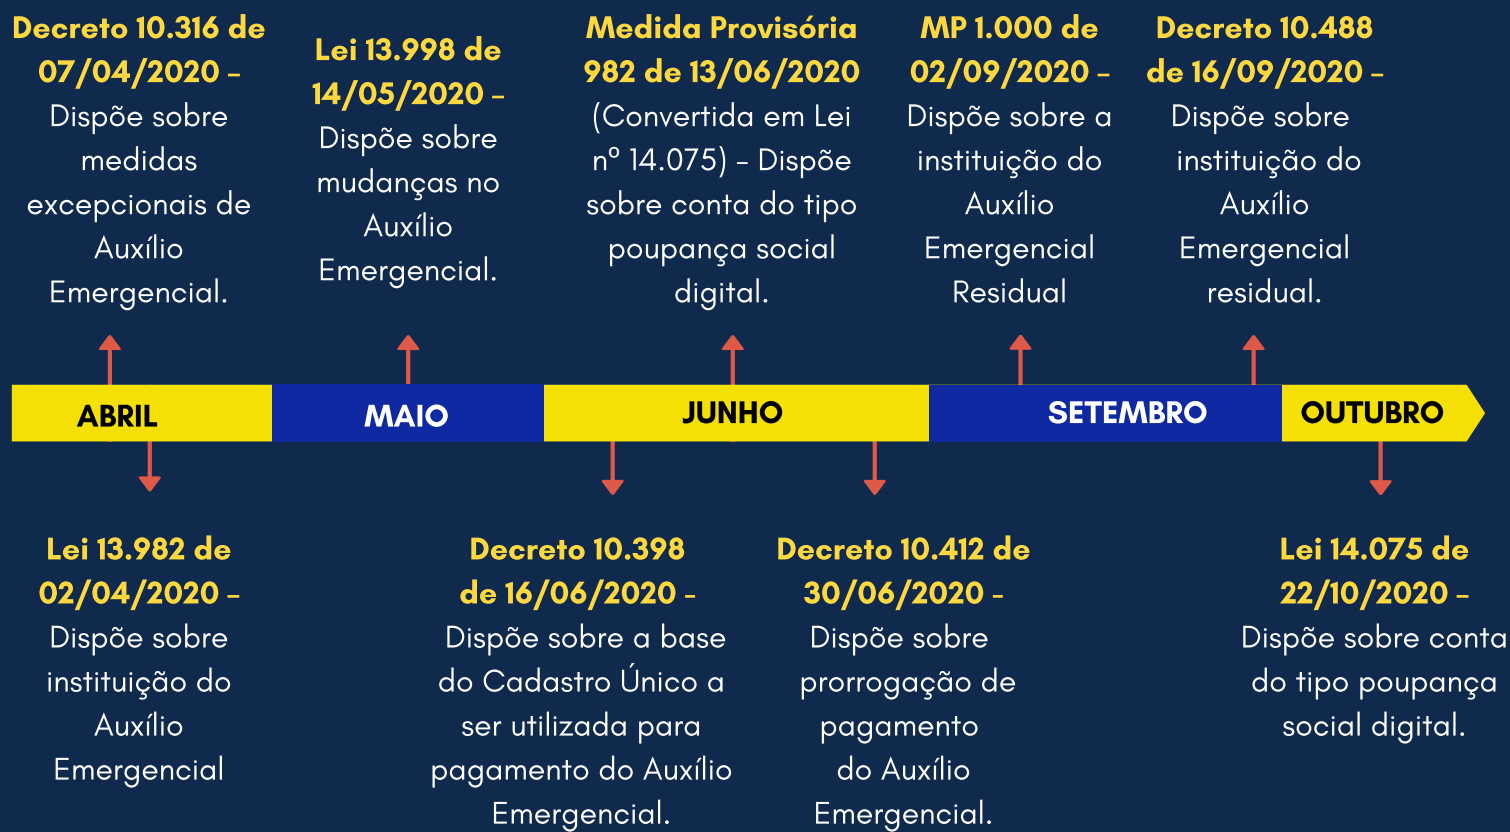 Decreto 10.316 de
07/04/2020 –
Dispõe sobre
medidas
excepcionais de
Auxílio
Emergencial.
Lei 13.998 de
14/05/2020 –
Dispõe sobre
mudanças no
Auxílio
Emergencial.
Medida Provisória
982 de 13/06/2020
(Convertida em Lei
nº 14.075) – Dispõe
sobre conta do tipo
poupança social
digital.
MP 1.000 de
02/09/2020 –
Dispõe sobre a
instituição do
Auxílio
Emergencial
Residual
Decreto 10.488
de 16/09/2020 –
Dispõe sobre
instituição do
Auxílio
Emergencial
residual.
ABRIL
MAIO
JUNHO
SETEMBRO
OUTUBRO
Lei 13.982 de
02/04/2020 –
Dispõe sobre
instituição do
Auxílio
Emergencial
Decreto 10.398
de 16/06/2020 –
Dispõe sobre a base
do Cadastro Único a
ser utilizada para
pagamento do Auxílio
Emergencial.
Decreto 10.412 de
30/06/2020 –
Dispõe sobre
prorrogação de
pagamento
do Auxílio
Emergencial.
Lei 14.075 de
22/10/2020 –
Dispõe sobre conta
do tipo poupança
social digital.